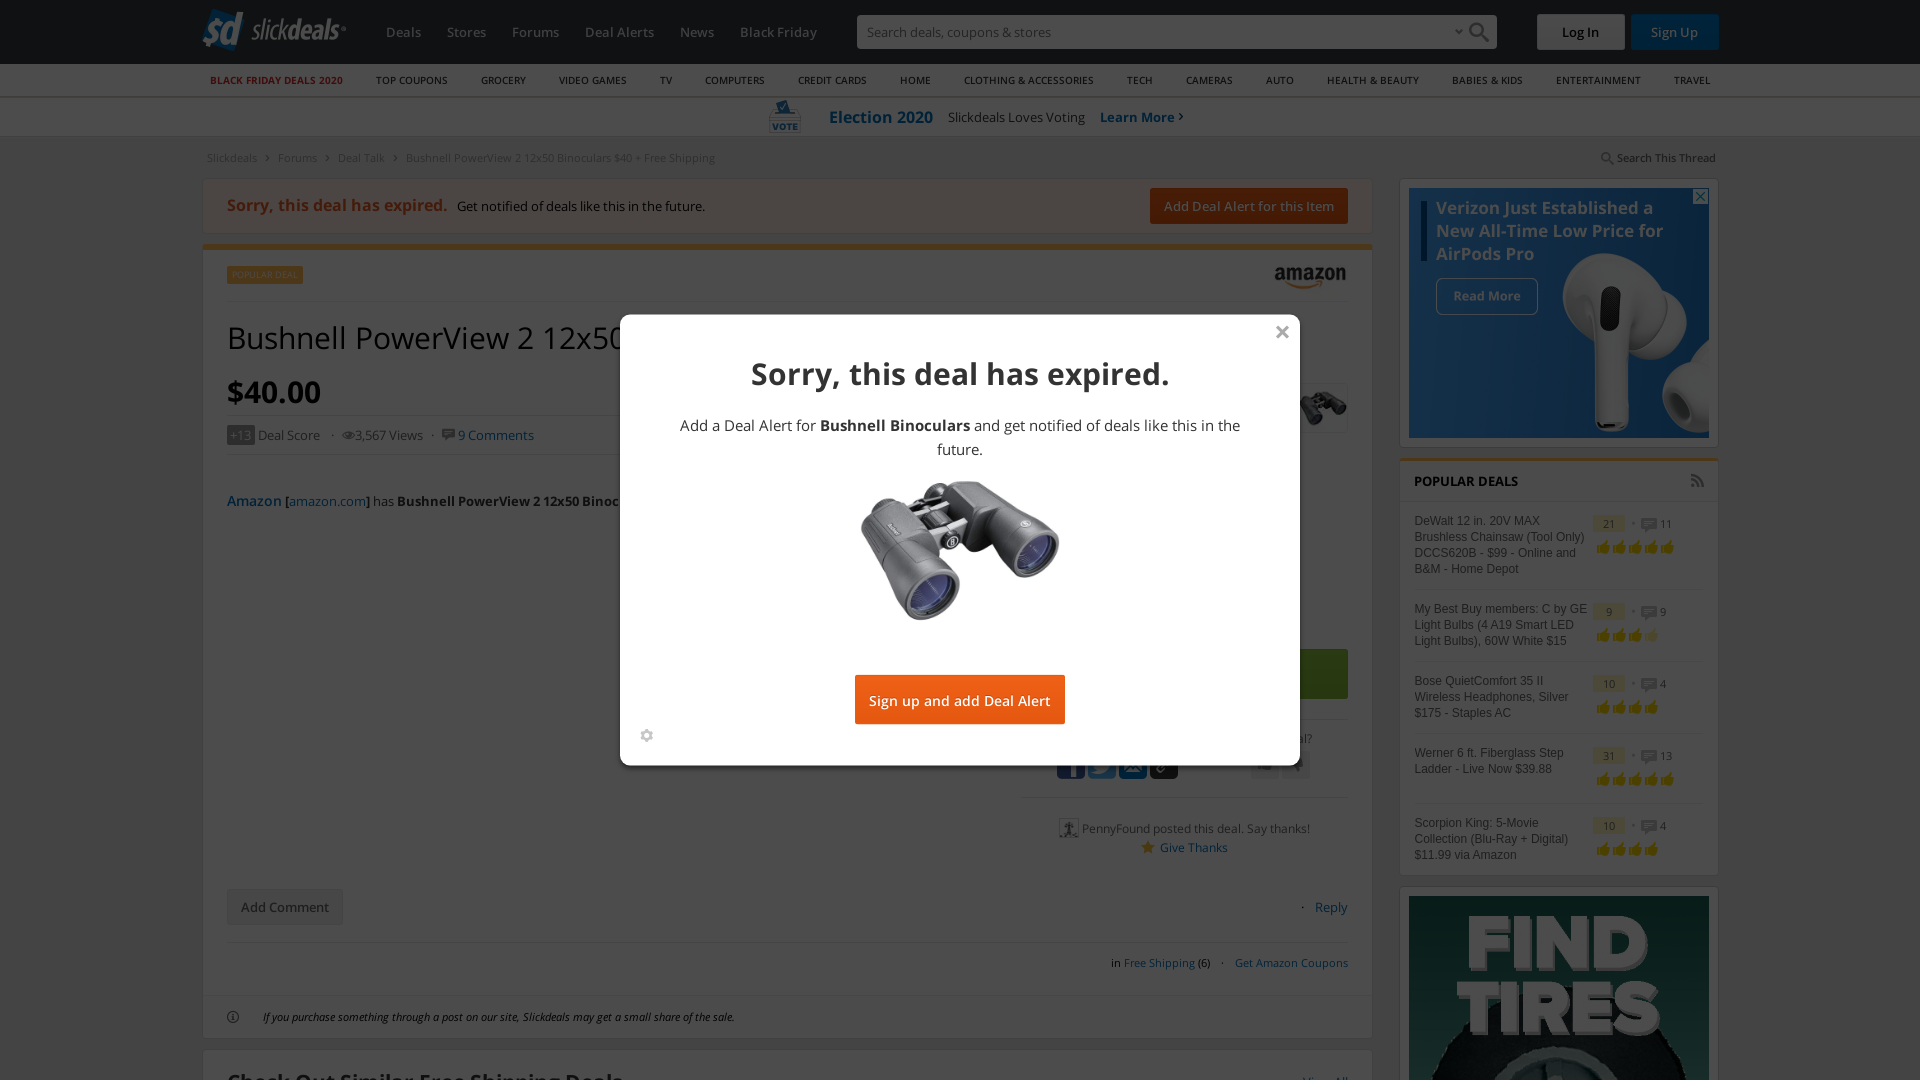 sd slickdeals
Deals Stores Forums Deal Alerts News Black Friday
Search deals, coupons & stores
Log In Sign Up
BLACK FRIDAY DEALS 2020 TOP COUPONS GROCERY VIDEO GAMES TV COMPUTERS CREDIT CARDS HOME CLOTHING & ACCESSORIES TECH CAMERAS AUTO HEALTH & BEAUTY BABIES & KIDS ENTERTAINMENT TRAVEL
VOTE Election 2020 Slickdeals Loves Voting Learn More
Slickdeals Forums Deal Talk Bushnell PowerView 2 12x50 Binoculars $40 + Free Shipping
Search This Thread
Sorry, this deal has expired. Get notified of deals like this in the future.
Add Deal Alert for this Item
POPULAR DEAL
amazon
Bushnell PowerView 2 12x50
$40.00
+13 Deal Score · 3,567 Views · 9 Comments
Amazon [amazon.com] has Bushnell PowerView 2 12x50 Binoc
Sorry, this deal has expired.
Add a Deal Alert for Bushnell Binoculars and get notified of deals like this in the
future.
Sign up and add Deal Alert
al?
PennyFound posted this deal. Say thanks!
Give Thanks
Add Comment
· Reply
in Free Shipping (6) · Get Amazon Coupons
If you purchase something through a post on our site, Slickdeals may get a small share of the sale.
Check Out Similar Free Shipping Deals
View All
Verizon Just Established a
New All-Time Low Price for
AirPods Pro
Read More
POPULAR DEALS
DeWalt 12 in. 20V MAX
Brushless Chainsaw (Tool Only)
DCCS620B - $99 - Online and
B&M - Home Depot
21 · 11
My Best Buy members: C by GE
Light Bulbs (4 A19 Smart LED
Light Bulbs), 60W White $15
9 · 9
Bose QuietComfort 35 II
Wireless Headphones, Silver
$175 - Staples AC
10 · 4
Werner 6 ft. Fiberglass Step
Ladder - Live Now $39.88
31 · 13
Scorpion King: 5-Movie
Collection (Blu-Ray + Digital)
$11.99 via Amazon
10 · 4
FIND
TIRES